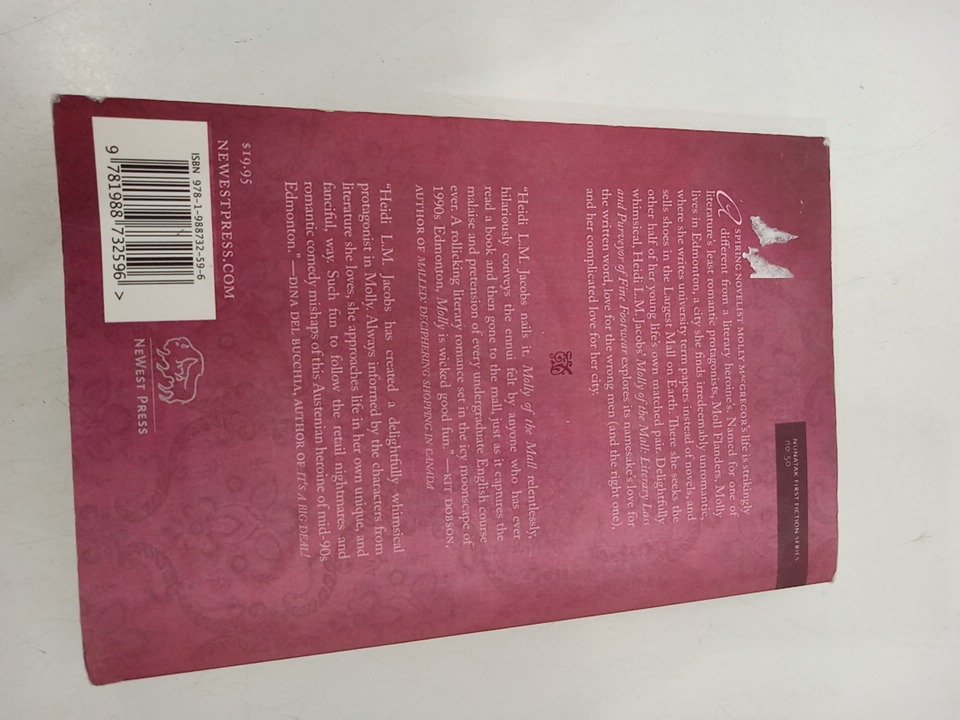 NUNATAK FIRST FICTION SERIES
no. 50
ASPIRING NOVELIST MOLLY MACGREGOR'S life is strikingly
different from a literary heroine's. Named for one of
literature's least romantic protagonists, Moll Flanders, Molly
lives in Edmonton, a city she finds irredeemably unromantic,
where she writes university term papers instead of novels, and
sells shoes in the Largest Mall on Earth. There she seeks the
other half of her young life's own matched pair. Delightfully
whimsical, Heidi L.M. Jacobs' Molly of the Mall: Literary Lass
and Purveyor of Fine Footwear explores its namesake's love for
the written word, love for the wrong men (and the right one),
and her complicated love for her city.
"Heidi L.M. Jacobs nails it. Molly of the Mall relentlessly,
hilariously conveys the ennui felt by anyone who has ever
read a book and then gone to the mall, just as it captures the
malaise and pretension of every undergraduate English course
ever. A rollicking literary romance set in the icy moonscape of
1990s Edmonton, Molly is wicked good fun." —KIT DOBSON,
AUTHOR OF MALLED: DECIPHERING SHOPPING IN CANADA
"Heidi L.M. Jacobs has created a delightfully whimsical
protagonist in Molly. Always informed by the characters from
literature she loves, she approaches life in her own unique, and
fanciful, way. Such fun to follow the retail nightmares and
romantic comedy mishaps of this Austenian heroine of mid-90s
Edmonton." —DINA DEL BUCCHIA, AUTHOR OF IT'S A BIG DEAL!
$19.95
NEWESTPRESS.COM
ISBN 978-1-988732-59-6
9 781988 732596 >
NEWEST PRESS